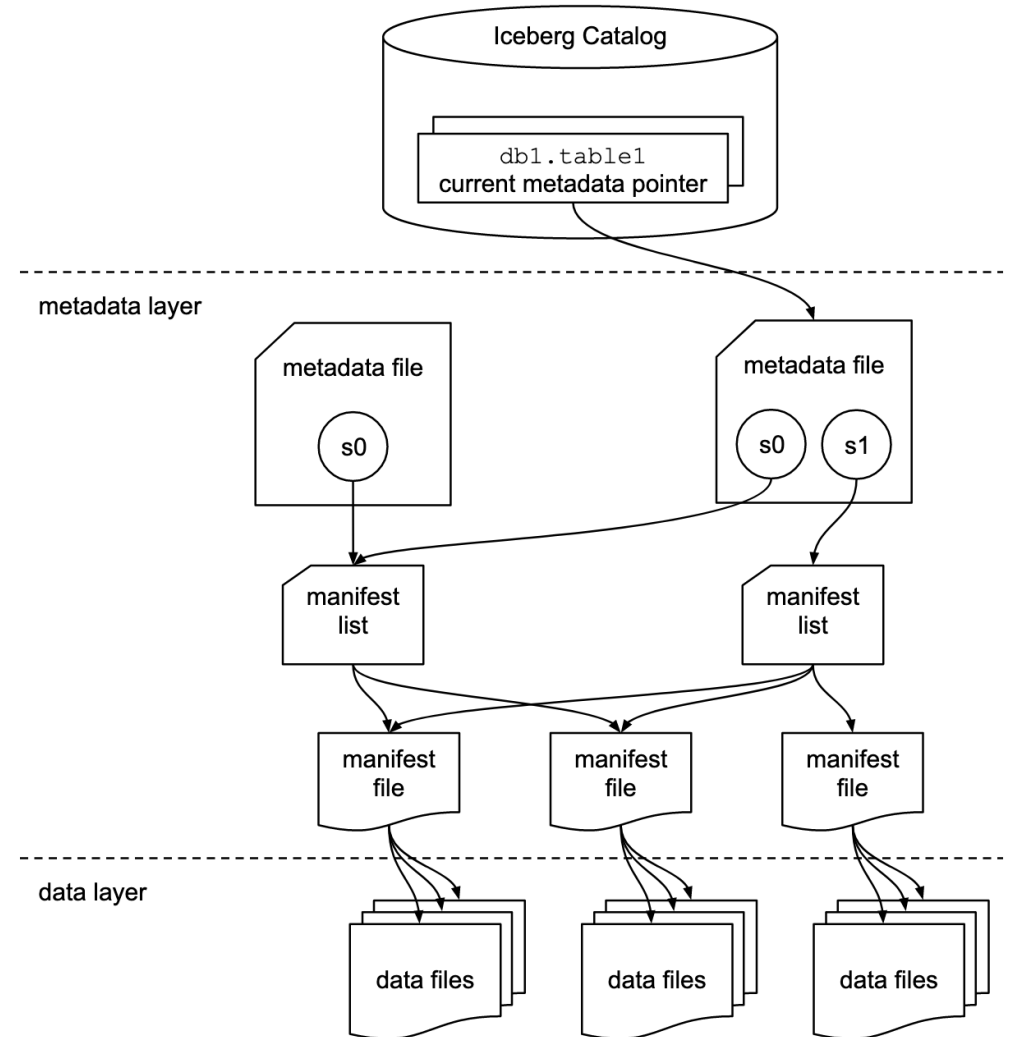 Iceberg Catalog
db1.table1
current metadata pointer
metadata layer
metadata file
metadata file
s0
s0
s1
manifest
list
manifest
list
manifest
file
manifest
file
manifest
file
data layer
data files
data files
data files